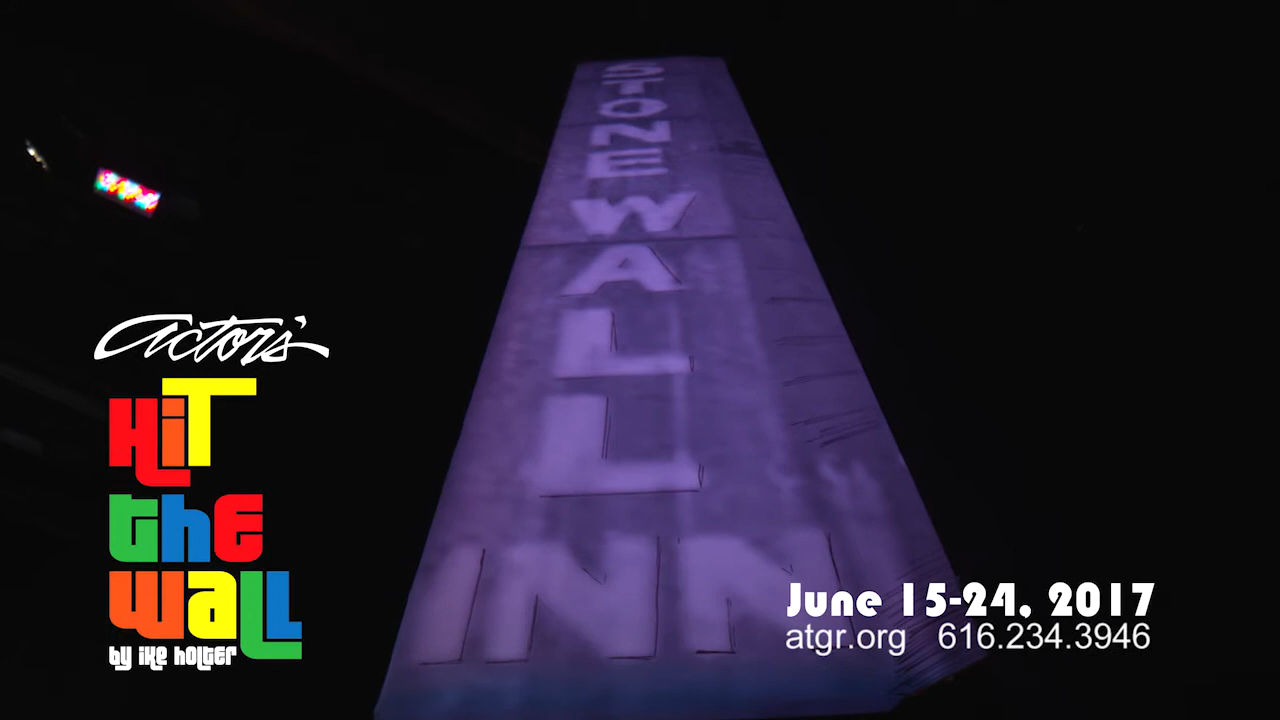 STONEWALL
INN
Actors'
HiT
the
wall
by ike holter
June 15-24, 2017
atgr.org 616.234.3946